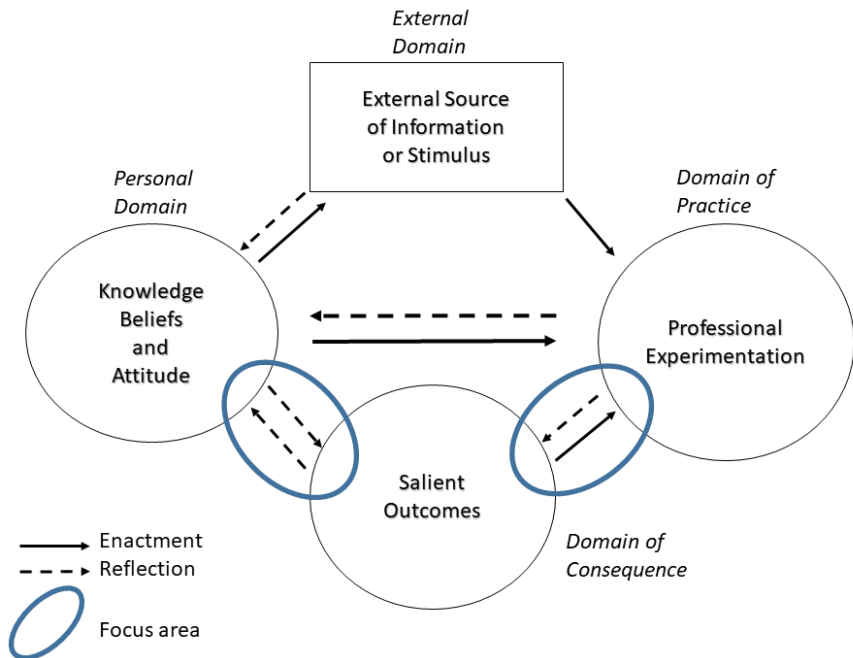 External
Domain
External Source
of Information
or Stimulus
Personal
Domain
Domain of
Practice
Knowledge
Beliefs
and
Attitude
Professional
Experimentation
Salient
Outcomes
Domain of
Consequence
Enactment
Reflection
Focus area